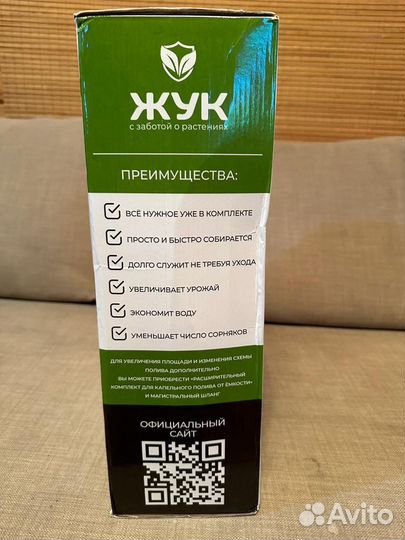 ЖУК
с заботой о растениях
ПРЕИМУЩЕСТВА:
ВСЁ НУЖНОЕ УЖЕ В КОМПЛЕКТЕ
ПРОСТО И БЫСТРО СОБИРАЕТСЯ
ДОЛГО СЛУЖИТ НЕ ТРЕБУЯ УХОДА
УВЕЛИЧИВАЕТ УРОЖАЙ
ЭКОНОМИТ ВОДУ
УМЕНЬШАЕТ ЧИСЛО СОРНЯКОВ
ДЛЯ УВЕЛИЧЕНИЯ ПЛОЩАДИ И ИЗМЕНЕНИЯ СХЕМЫ
ПОЛИВА ДОПОЛНИТЕЛЬНО
ВЫ МОЖЕТЕ ПРИОБРЕСТИ «РАСШИРИТЕЛЬНЫЙ
КОМПЛЕКТ ДЛЯ КАПЕЛЬНОГО ПОЛИВА ОТ ЁМКОСТИ»
И МАГИСТРАЛЬНЫЙ ШЛАНГ
ОФИЦИАЛЬНЫЙ
САЙТ
Avito